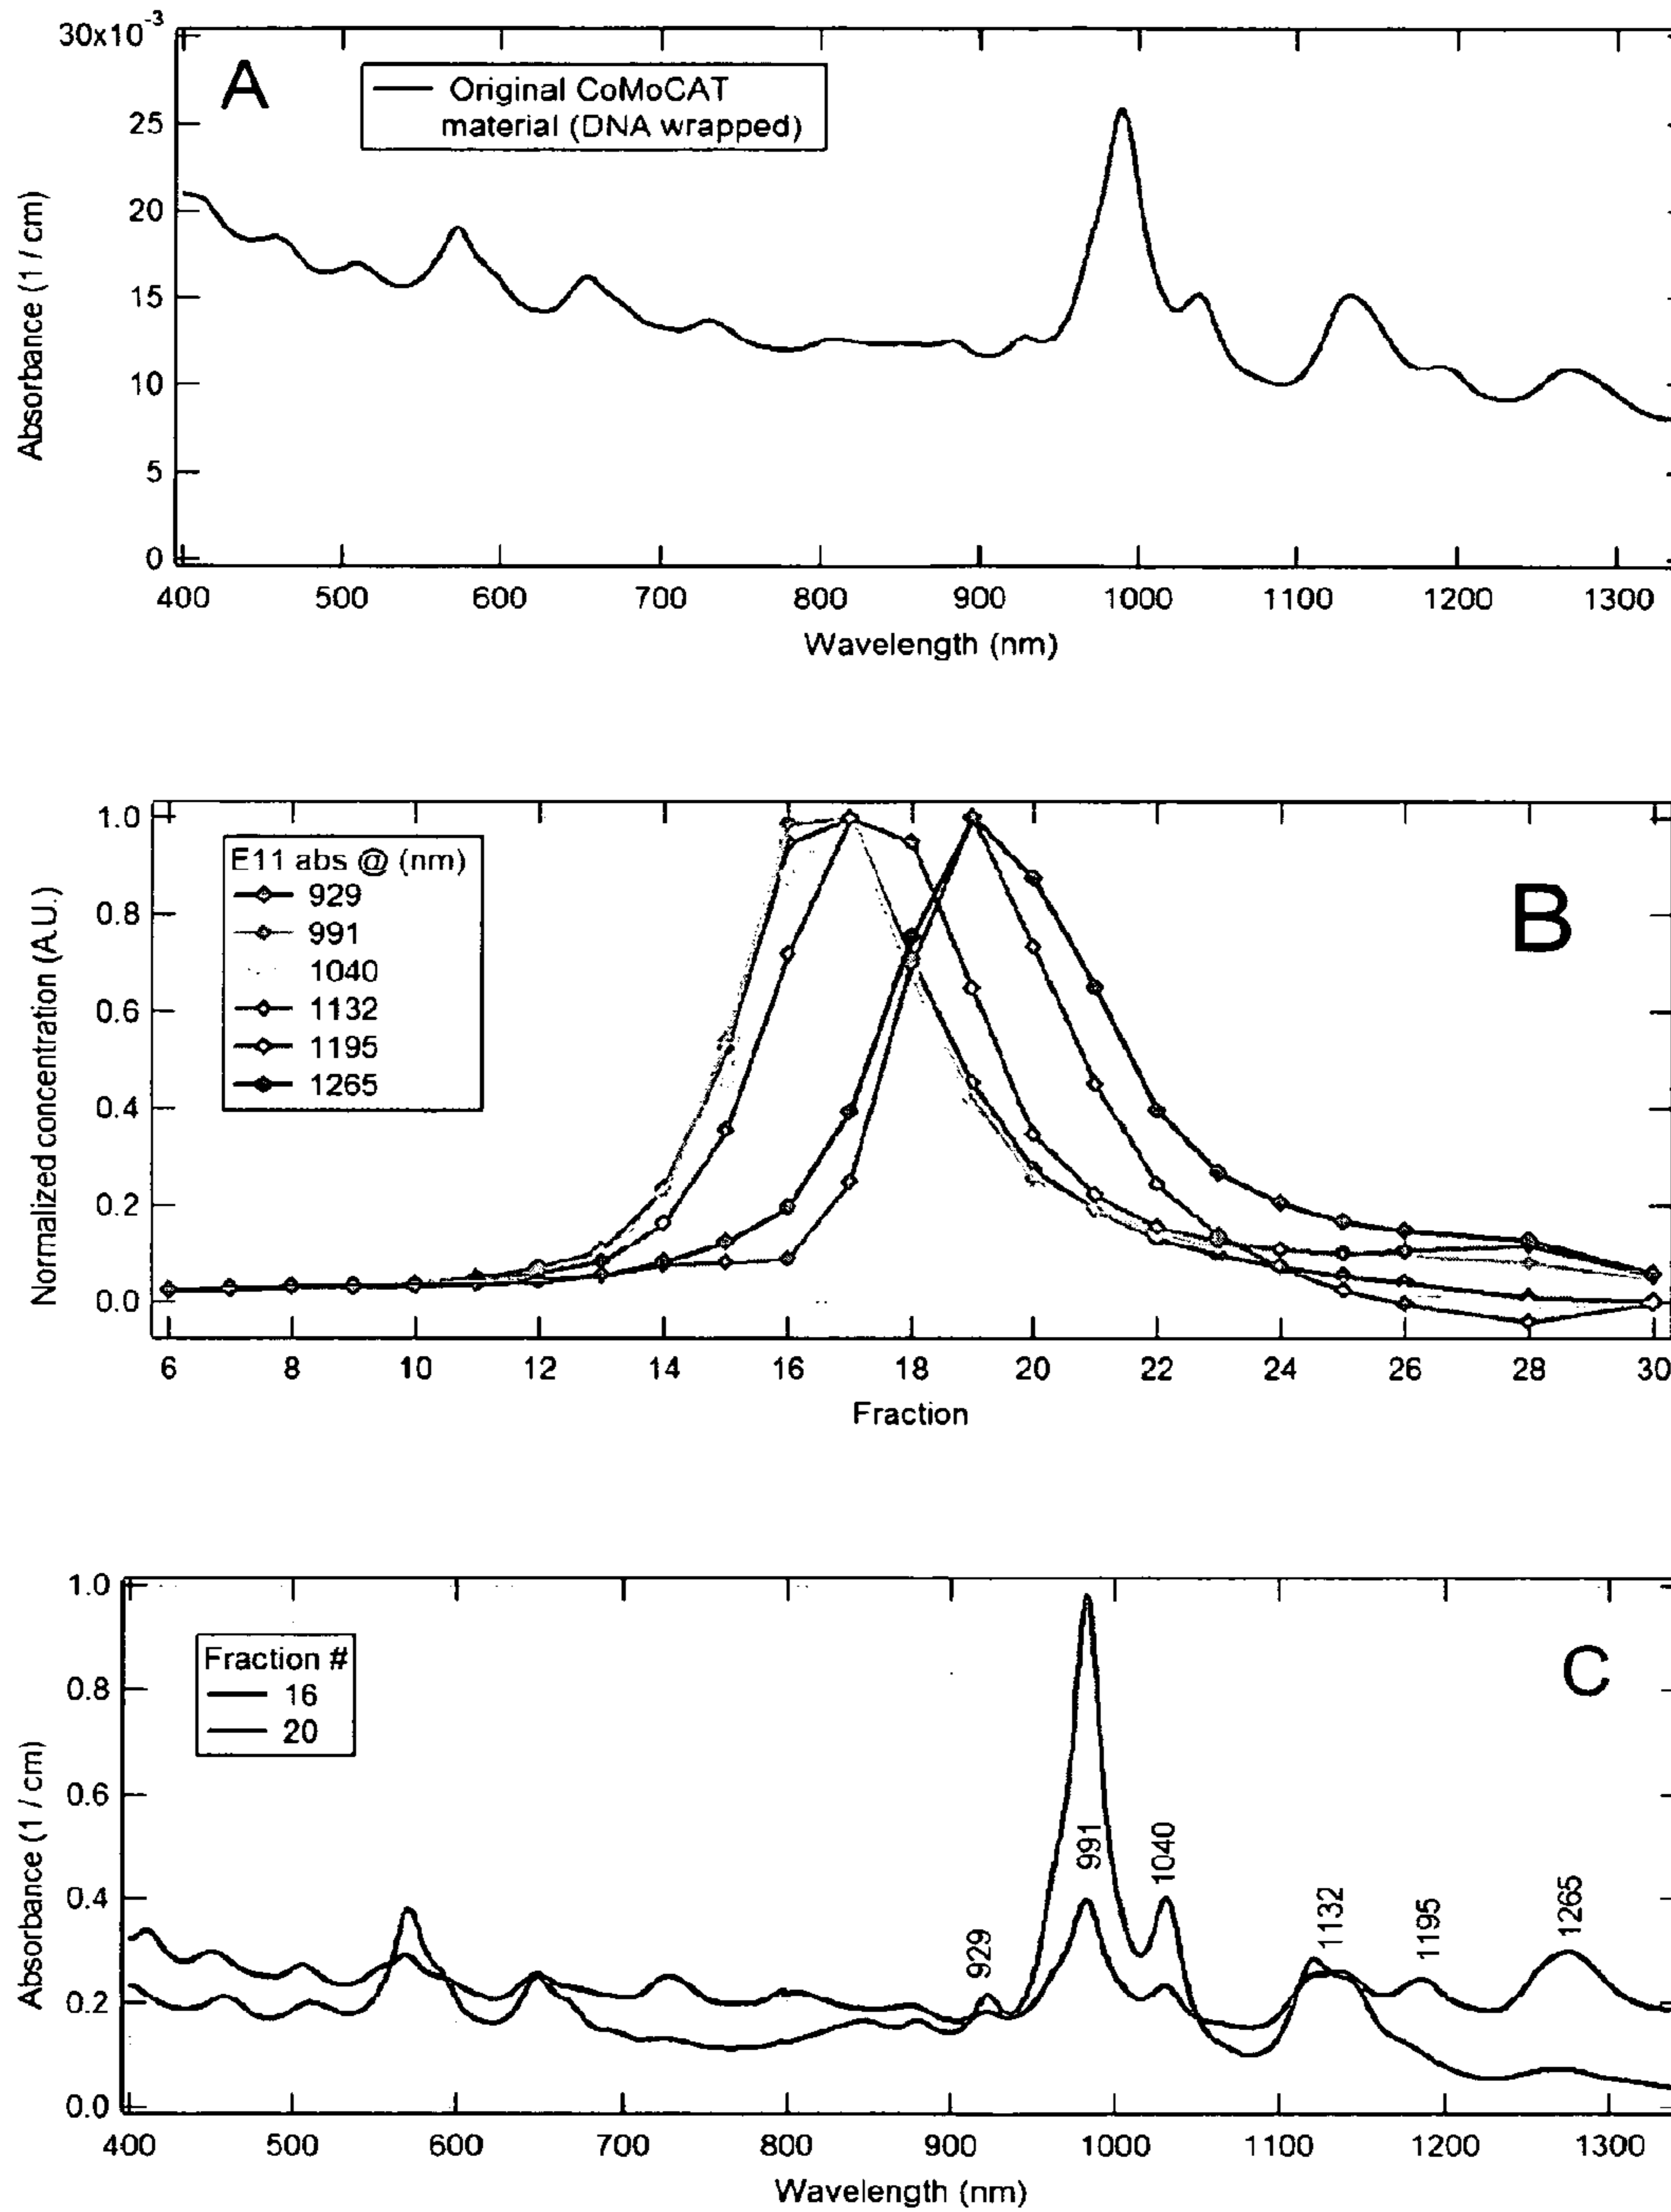 30x10-3
A
Original CoMoCAT
material (DNA wrapped)
25
20
15
10
5
0
Absorbance (1 / cm)
400 500 600 700 800 900 1000 1100 1200 1300
Wavelength (nm)
1.0
0.8
0.6
0.4
0.2
0.0
Normalized concentration (A.U.)
E11 abs @ (nm)
929
991
1040
1132
1195
1265
B
6 8 10 12 14 16 18 20 22 24 26 28 30
Fraction
1.0
0.8
0.6
0.4
0.2
0.0
Absorbance (1 / cm)
Fraction #
16
20
C
929
991
1040
1132
1195
1265
400 500 600 700 800 900 1000 1100 1200 1300
Wavelength (nm)